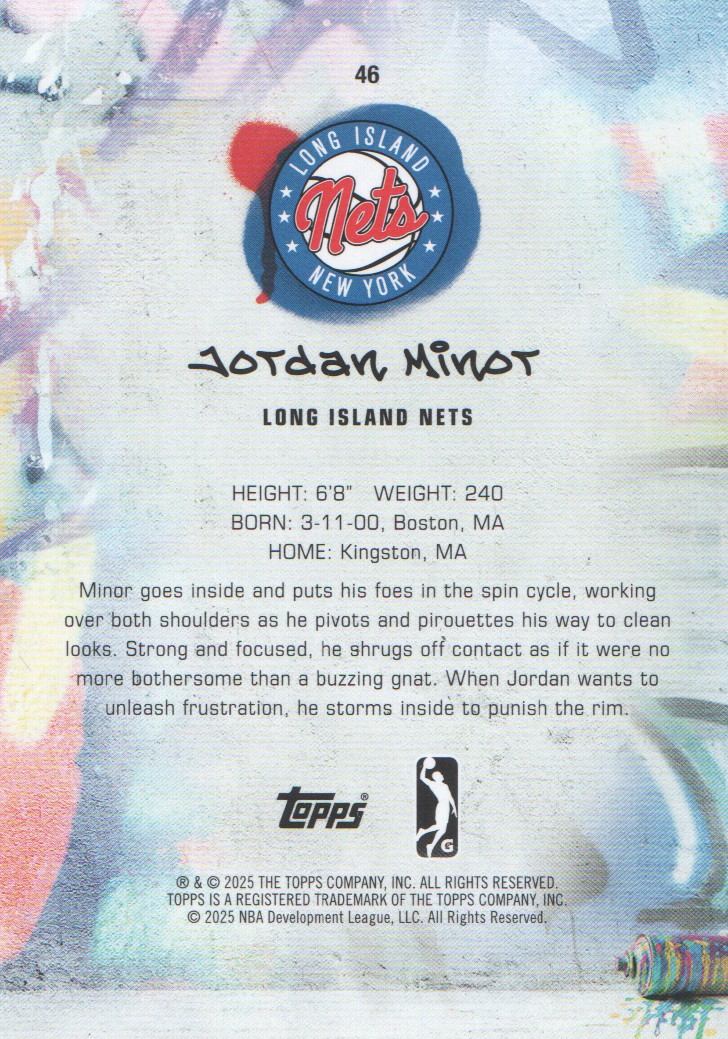 46
LONG ISLAND
Nets
NEW YORK
Jordan Minor
LONG ISLAND NETS
HEIGHT: 6'8" WEIGHT: 240
BORN: 3-11-00, Boston, MA
HOME: Kingston, MA
Minor goes inside and puts his foes in the spin cycle, working
over both shoulders as he pivots and pirouettes his way to clean
looks. Strong and focused, he shrugs off contact as if it were no
more bothersome than a buzzing gnat. When Jordan wants to
unleash frustration, he storms inside to punish the rim.
Topps®
G
® & © 2025 THE TOPPS COMPANY, INC. ALL RIGHTS RESERVED.
TOPPS IS A REGISTERED TRADEMARK OF THE TOPPS COMPANY, INC.
© 2025 NBA Development League, LLC. All Rights Reserved.